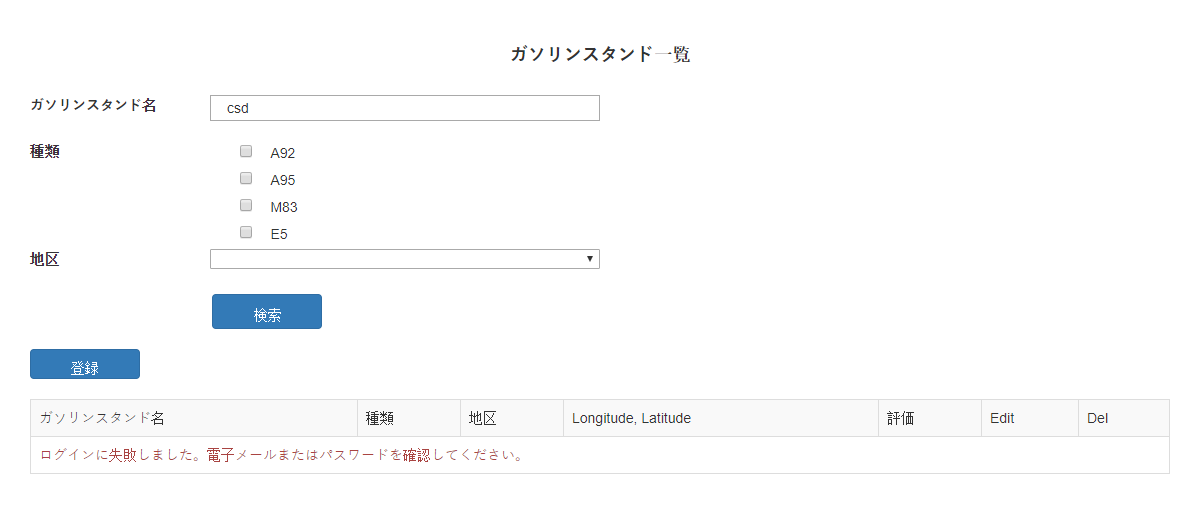 ガソリンスタンド一覧
ガソリンスタンド名 csd
種類
A92
A95
M83
E5
地区
検索
登録
ガソリンスタンド名 種類 地区 Longitude, Latitude 評価 Edit Del
ログインに失敗しました。電子メールまたはパスワードを確認してください。